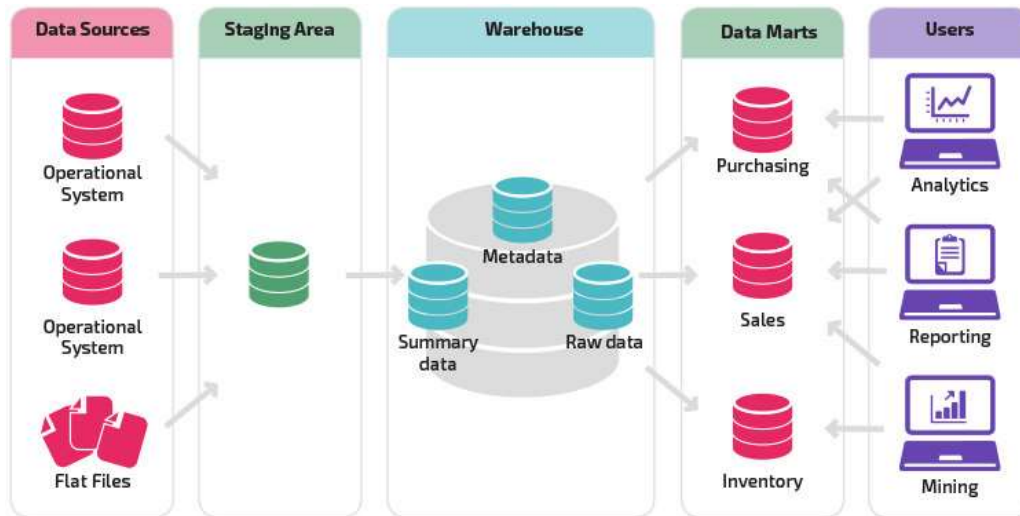 Data Sources
Staging Area
Warehouse
Data Marts
Users
Operational
System
Operational
System
Flat Files
Metadata
Summary
data
Raw data
Purchasing
Sales
Inventory
Analytics
Reporting
Mining